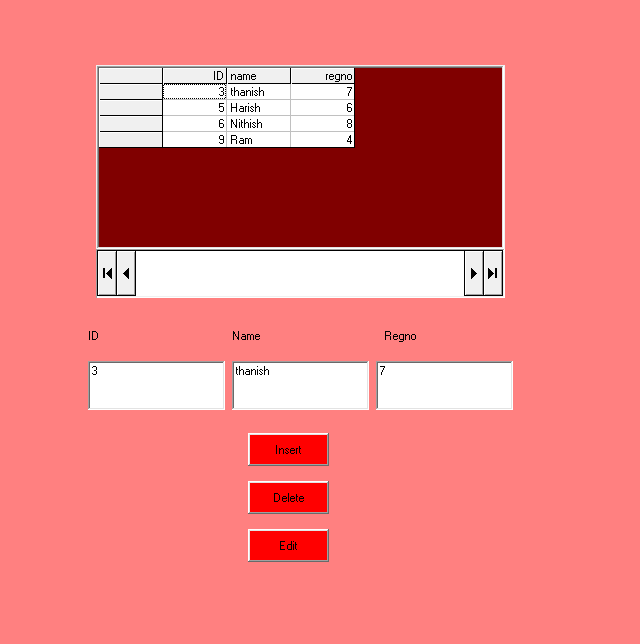 ID name regno
3 thanish 7
5 Harish 6
6 Nithish 8
9 Ram 4
ID Name Regno
3 thanish 7
Insert
Delete
Edit